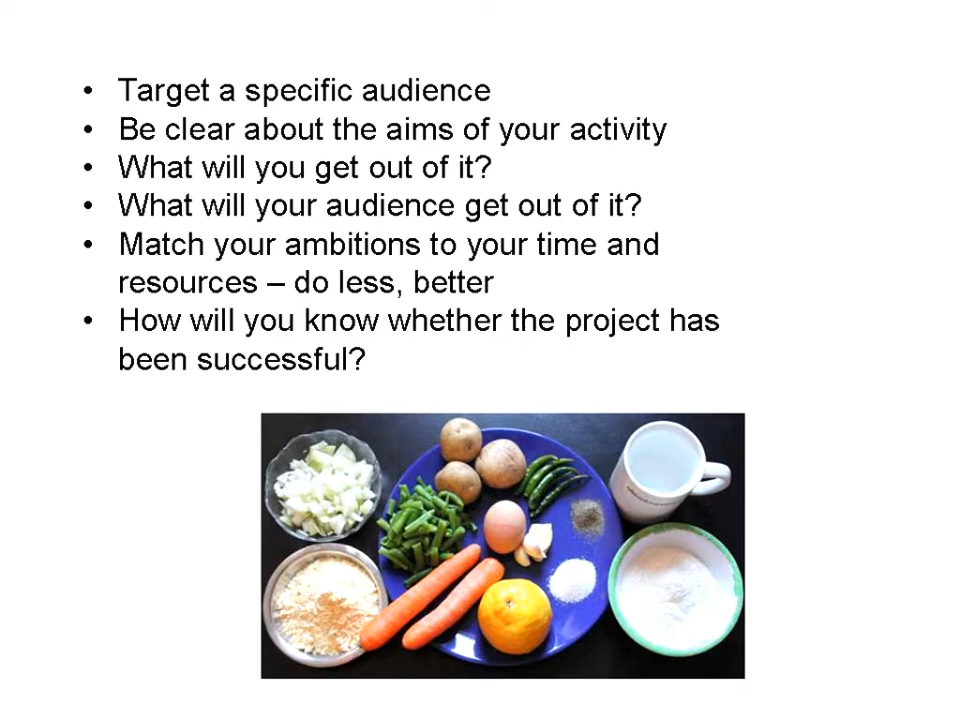 • Target a specific audience
• Be clear about the aims of your activity
• What will you get out of it?
• What will your audience get out of it?
• Match your ambitions to your time and
resources – do less, better
• How will you know whether the project has
been successful?